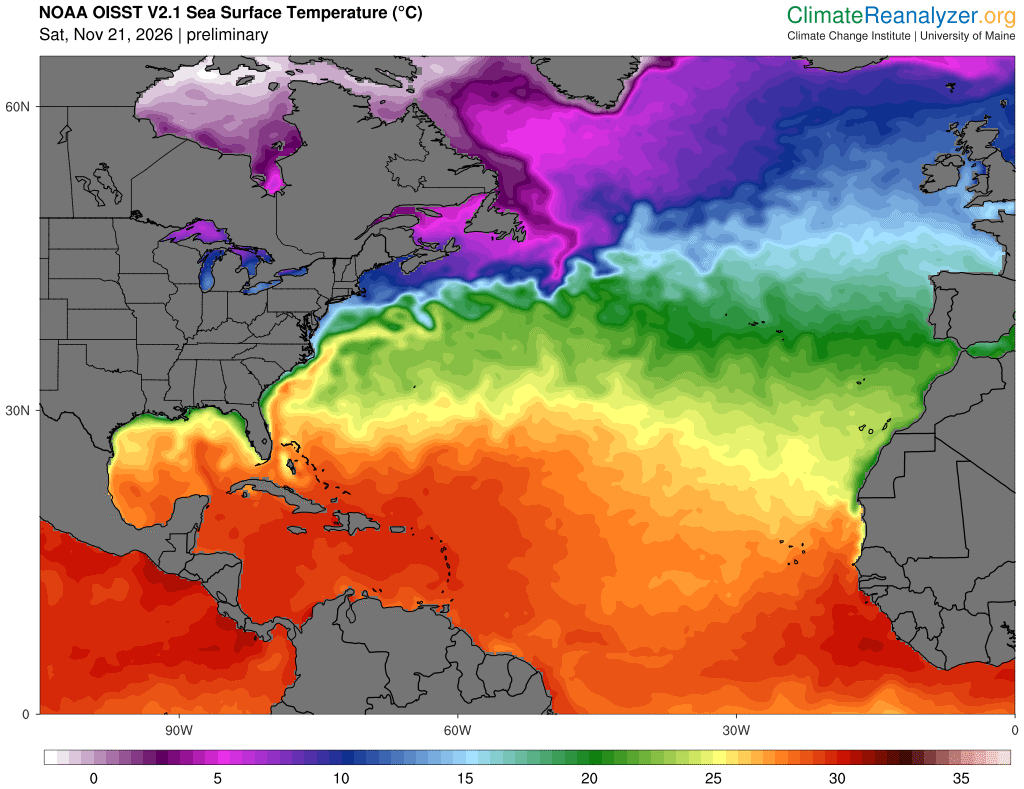 NOAA OISST V2.1 Sea Surface Temperature (°C)
Sat, Nov 21, 2026 | preliminary
ClimateReanalyzer.org
Climate Change Institute | University of Maine
60N
30N
0
90W
60W
30W
0
0
5
10
15
20
25
30
35